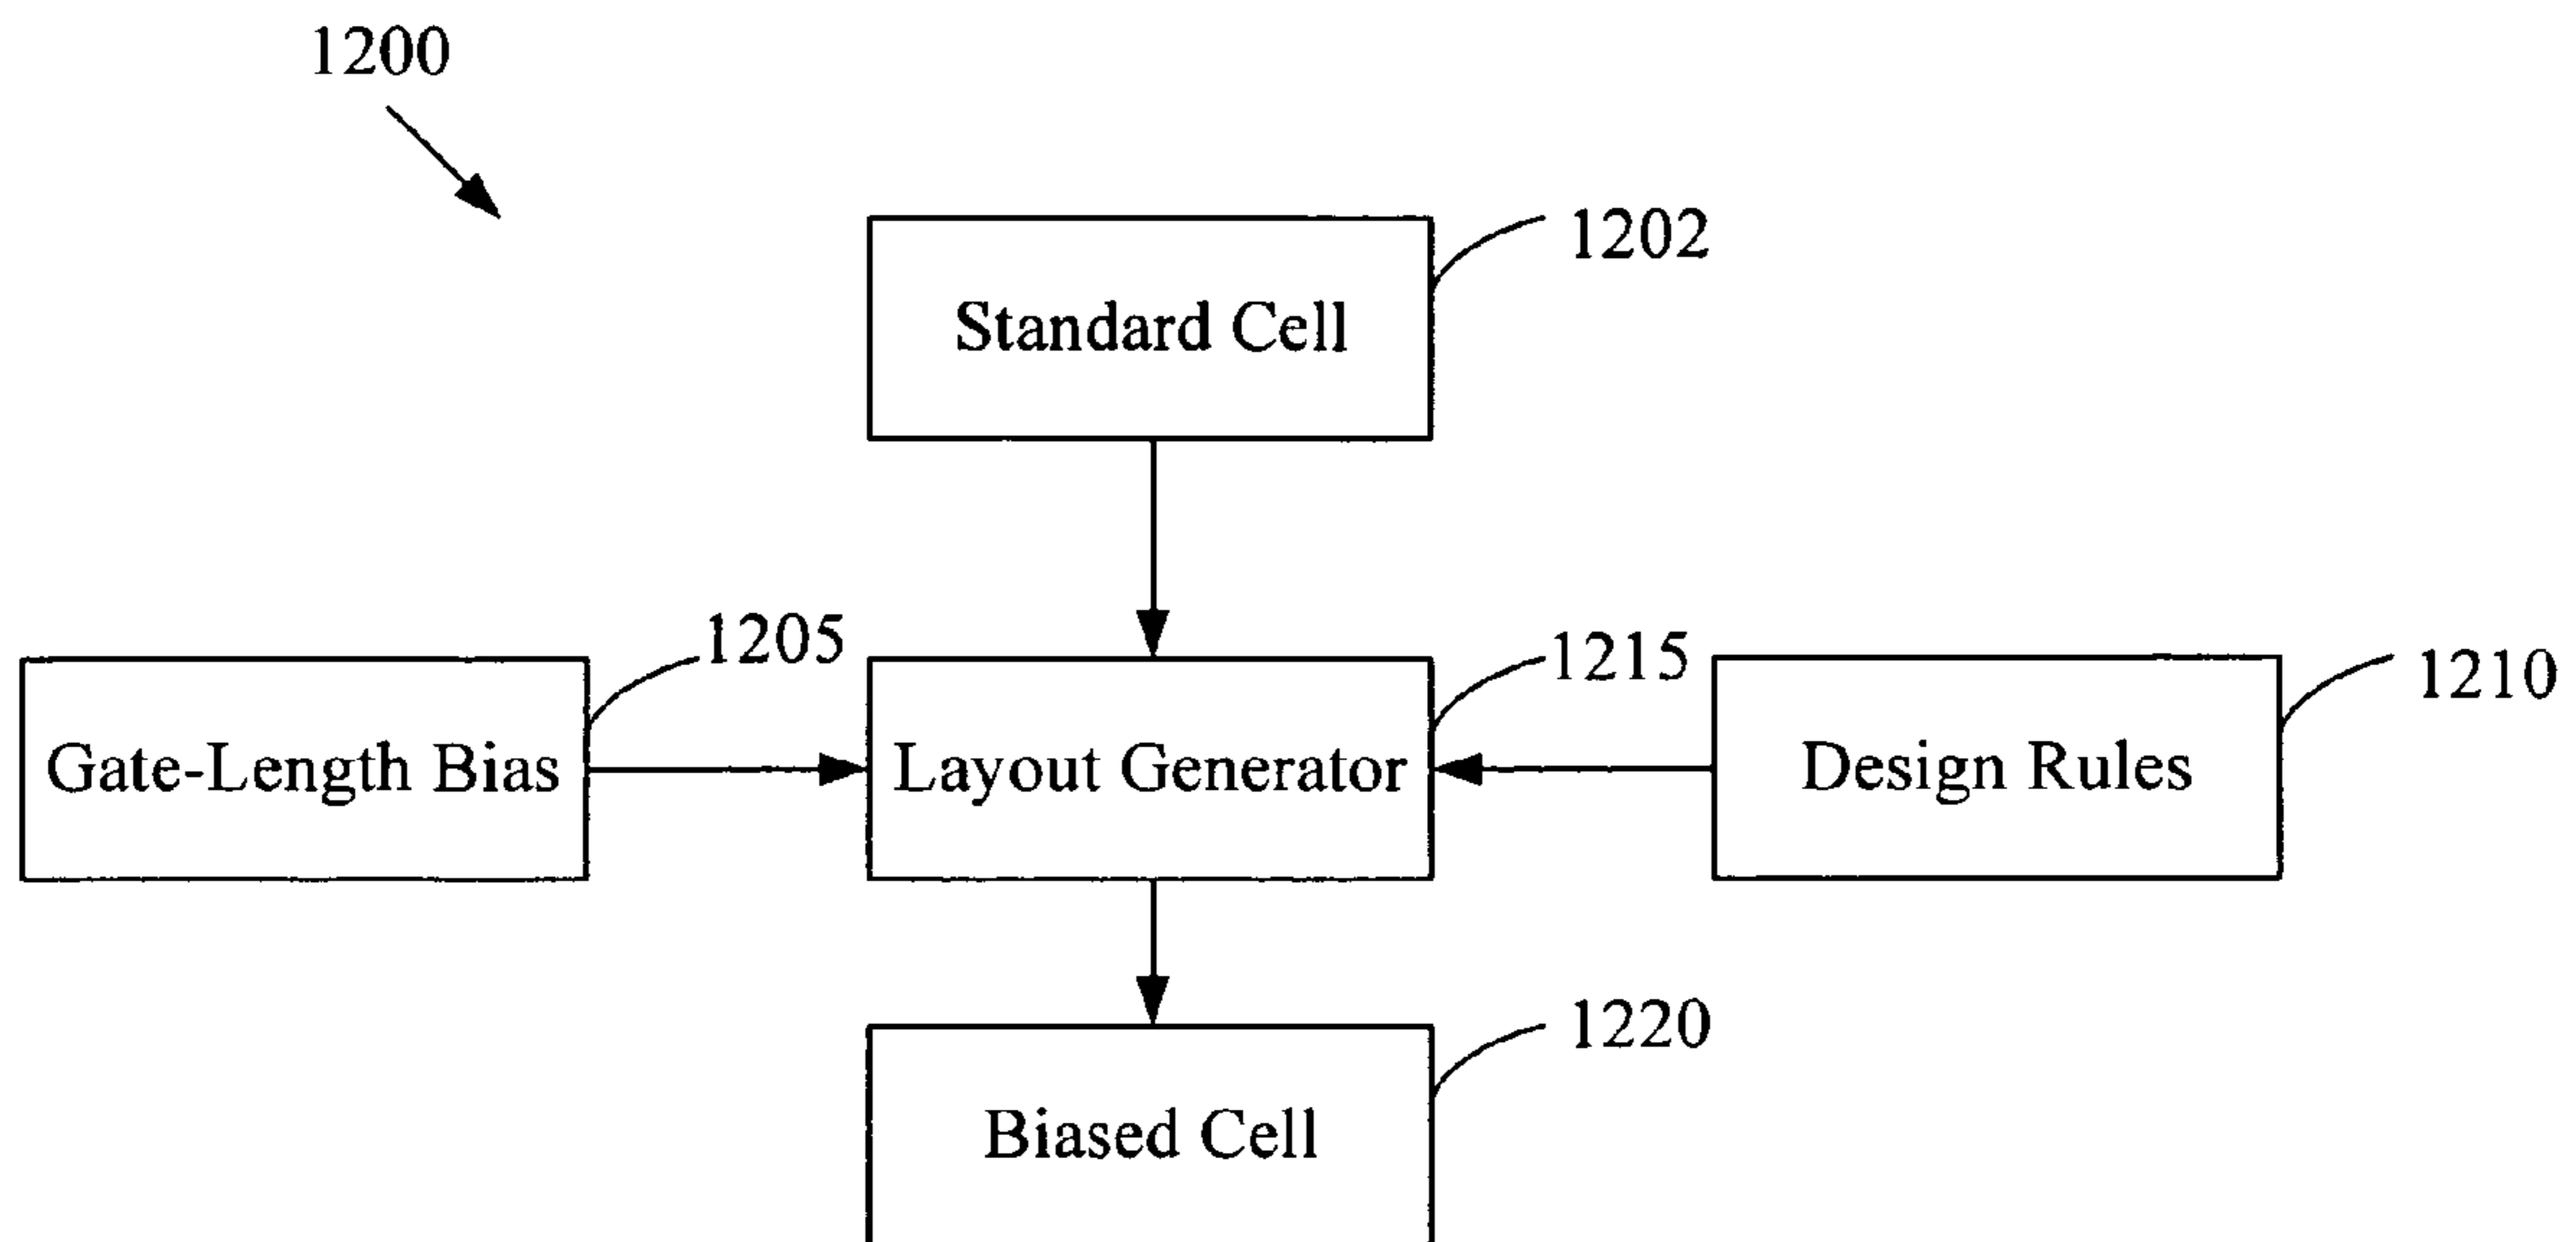 1200
1202
Standard Cell
1205
1215
1210
Gate-Length Bias
Layout Generator
Design Rules
1220
Biased Cell